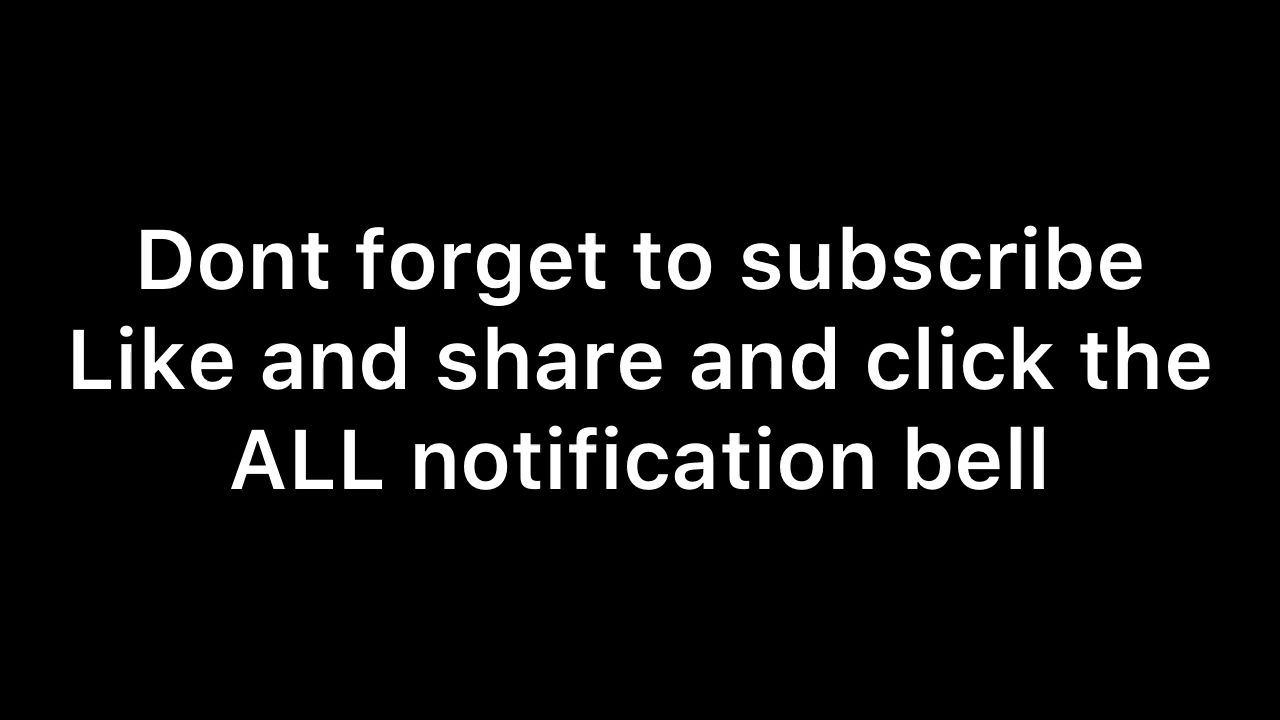 Dont forget to subscribe
Like and share and click the
ALL notification bell